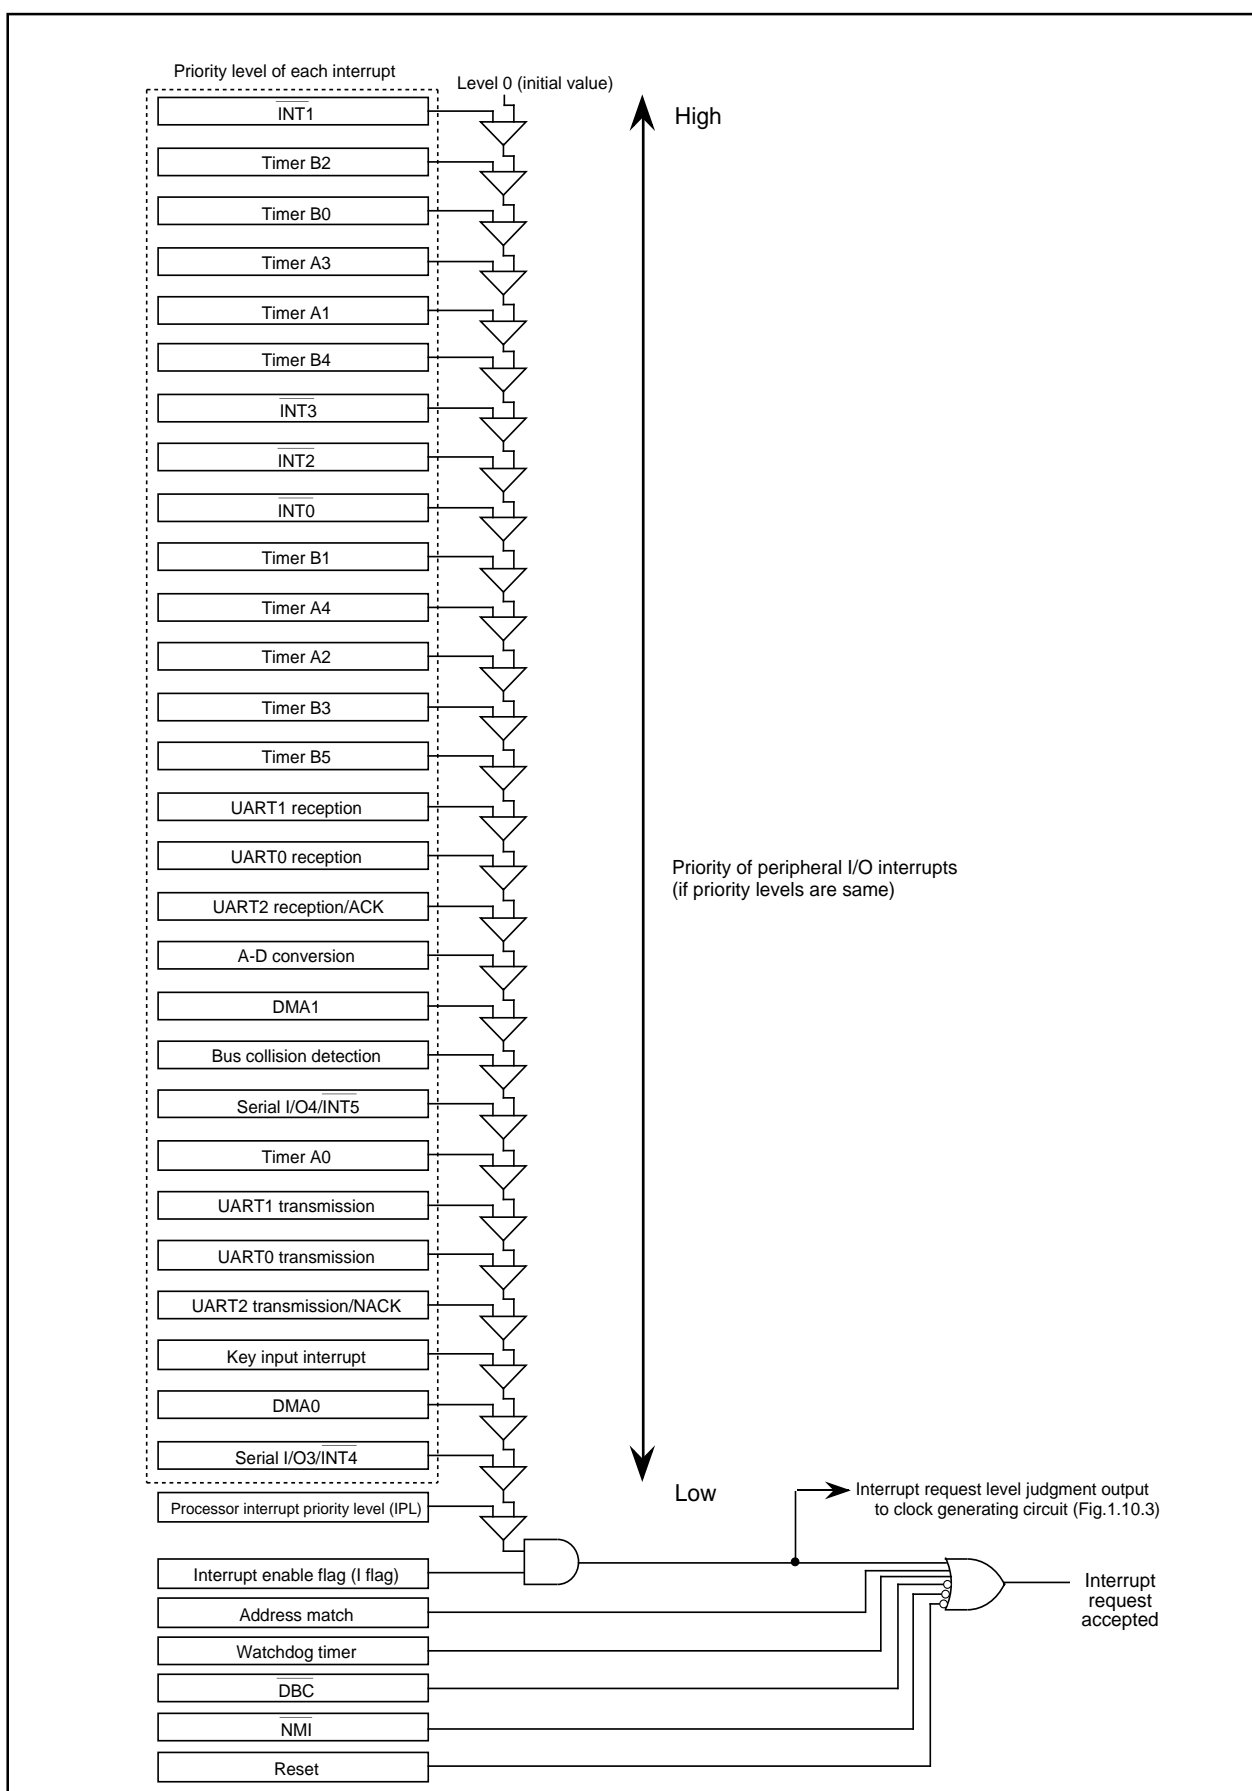 Priority level of each interrupt
Level 0 (initial value)
INT1
High
Timer B2
Timer B0
Timer A3
Timer A1
Timer B4
INT3
INT2
INT0
Timer B1
Timer A4
Timer A2
Timer B3
Timer B5
UART1 reception
UART0 reception
Priority of peripheral I/O interrupts
(if priority levels are same)
UART2 reception/ACK
A-D conversion
DMA1
Bus collision detection
Serial I/O4/INT5
Timer A0
UART1 transmission
UART0 transmission
UART2 transmission/NACK
Key input interrupt
DMA0
Serial I/O3/INT4
Low
Interrupt request level judgment output
to clock generating circuit (Fig.1.10.3)
Processor interrupt priority level (IPL)
Interrupt enable flag (I flag)
Interrupt
request
accepted
Address match
Watchdog timer
DBC
NMI
Reset